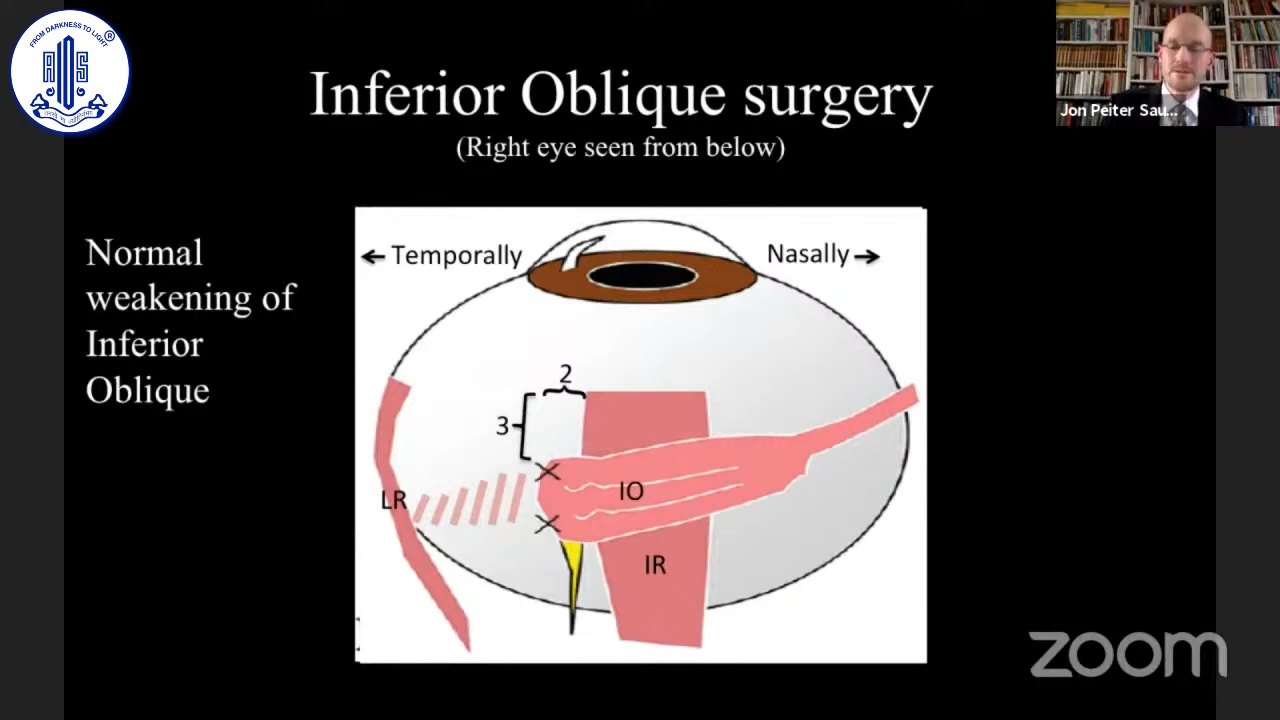 FROM DARKNESS TO LIGHT
®
AIOS
Inferior Oblique surgery
(Right eye seen from below)
Jon Peiter Sau...
Normal
weakening of
Inferior
Oblique
← Temporally
Nasally →
2
3
LR
IO
IR
zoom